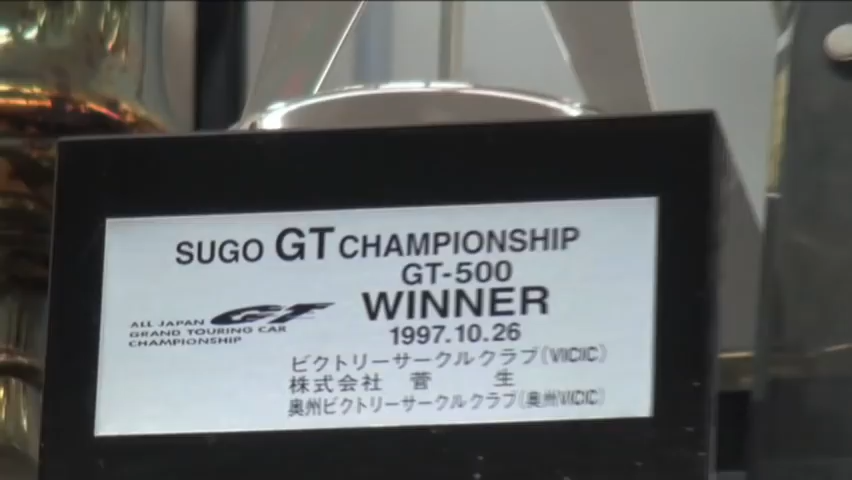 SUGO GT CHAMPIONSHIP
GT-500
WINNER
1997.10.26
ALL JAPAN GT
GRAND TOURING CAR
CHAMPIONSHIP
ビクトリーサークルクラブ(VICIC)
株式会社 菅 生
奥州ビクトリーサークルクラブ(奥州VICIC)